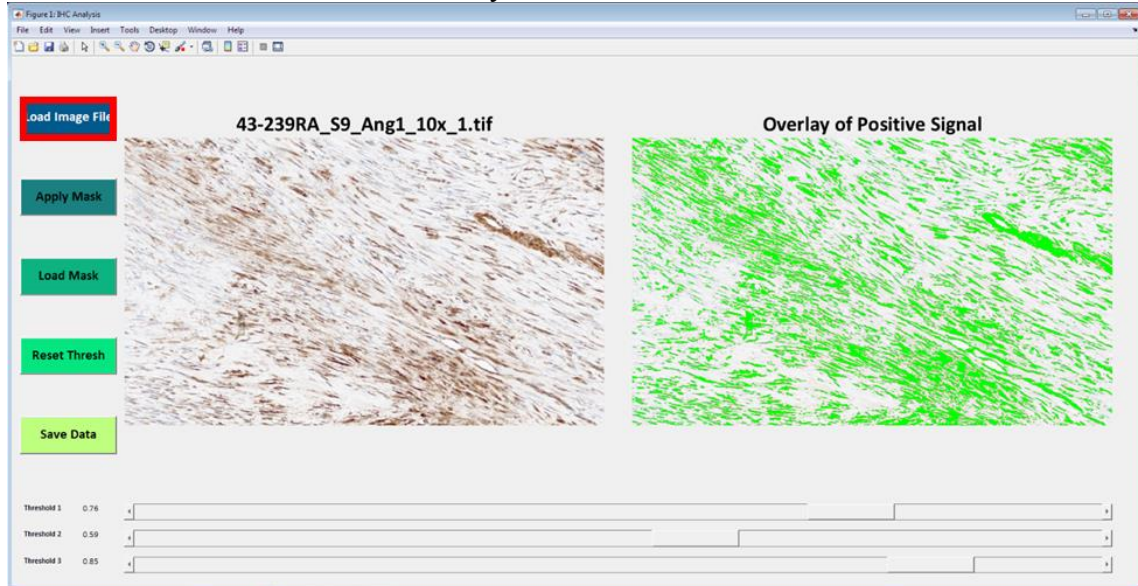 Figure 1: IHC Analysis
File Edit View Insert Tools Desktop Window Help
Load Image File
43-239RA_S9_Ang1_10x_1.tif
Overlay of Positive Signal
Apply Mask
Load Mask
Reset Thresh
Save Data
Threshold 1 0.76
Threshold 2 0.59
Threshold 3 0.85